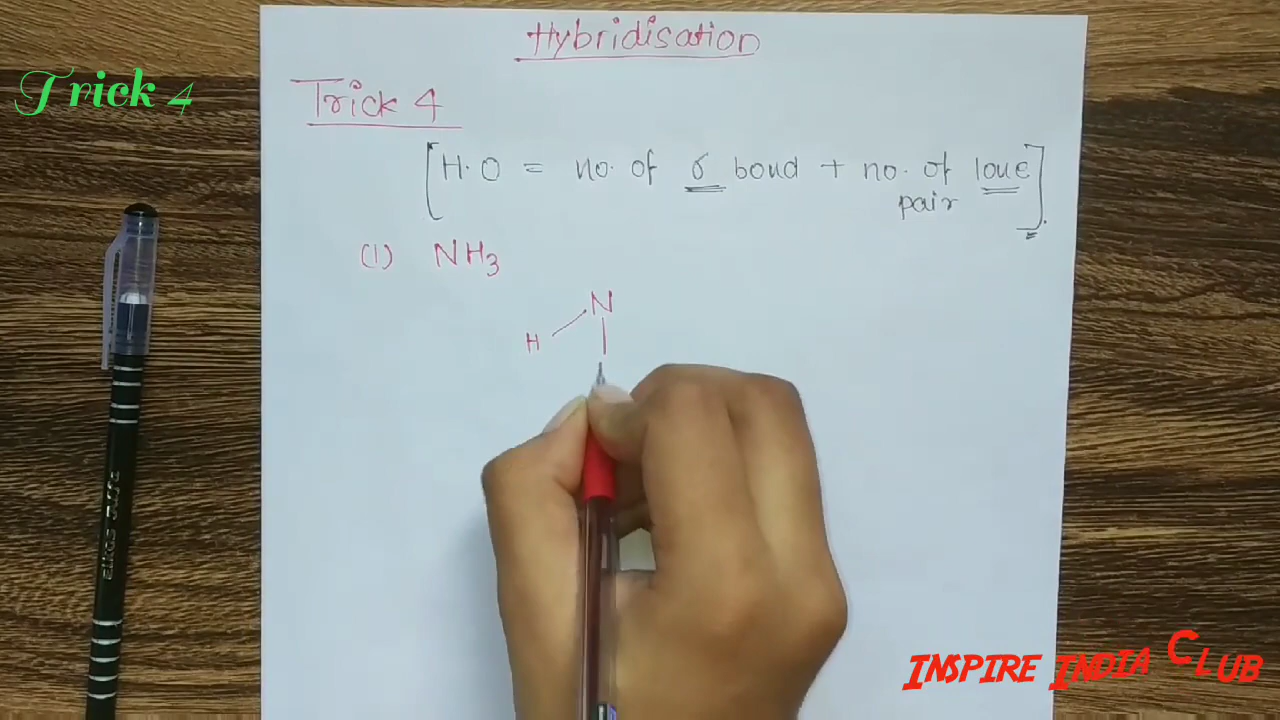 Hybridisation
Trick 4
Trick 4
[H.O = no. of σ bond + no. of lone
pair].
(1) NH3
N
H
INSPIRE INDIA CLUB